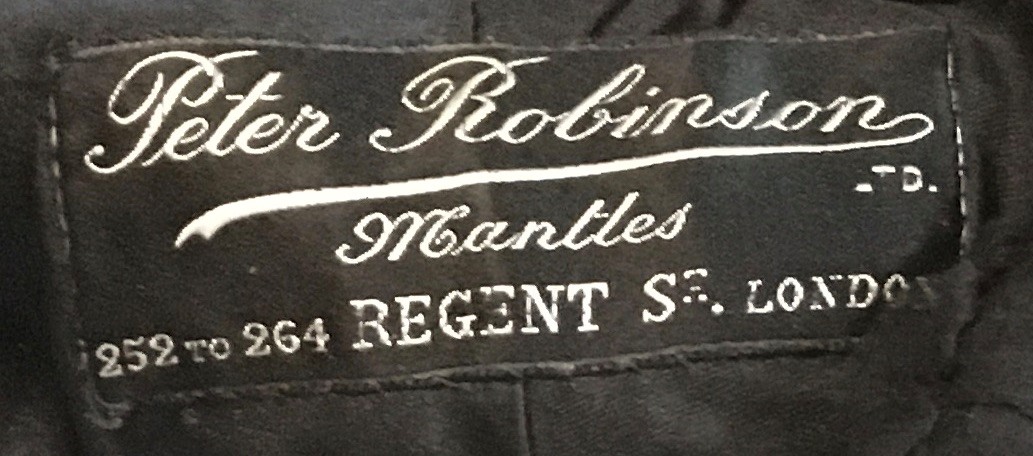 Peter Robinson
LTD.
Mantles
252 TO 264 REGENT ST. LONDON